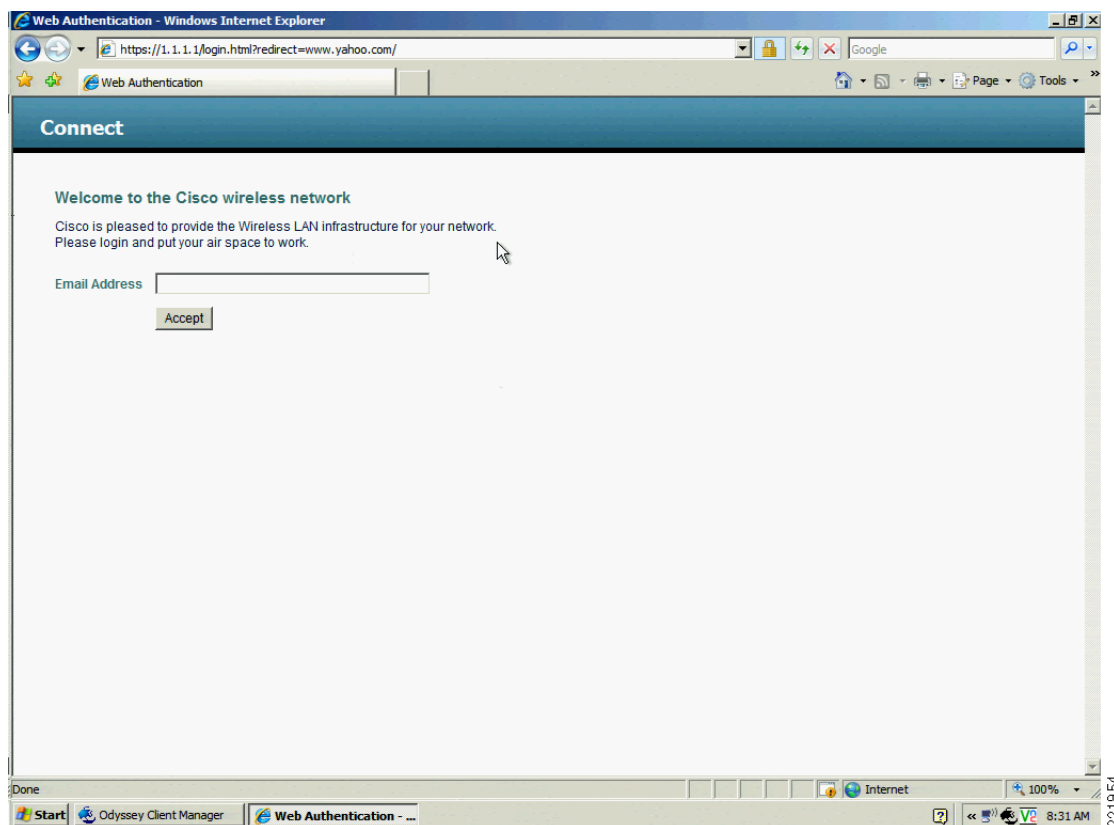 Web Authentication - Windows Internet Explorer
https://1.1.1.1/login.html?redirect=www.yahoo.com/
Google
Web Authentication
Page
Tools
»
Connect
Welcome to the Cisco wireless network
Cisco is pleased to provide the Wireless LAN infrastructure for your network.
Please login and put your air space to work.
Email Address
Accept
Done
Internet
100%
Start
Odyssey Client Manager
Web Authentication - ...
«
8:31 AM
231954